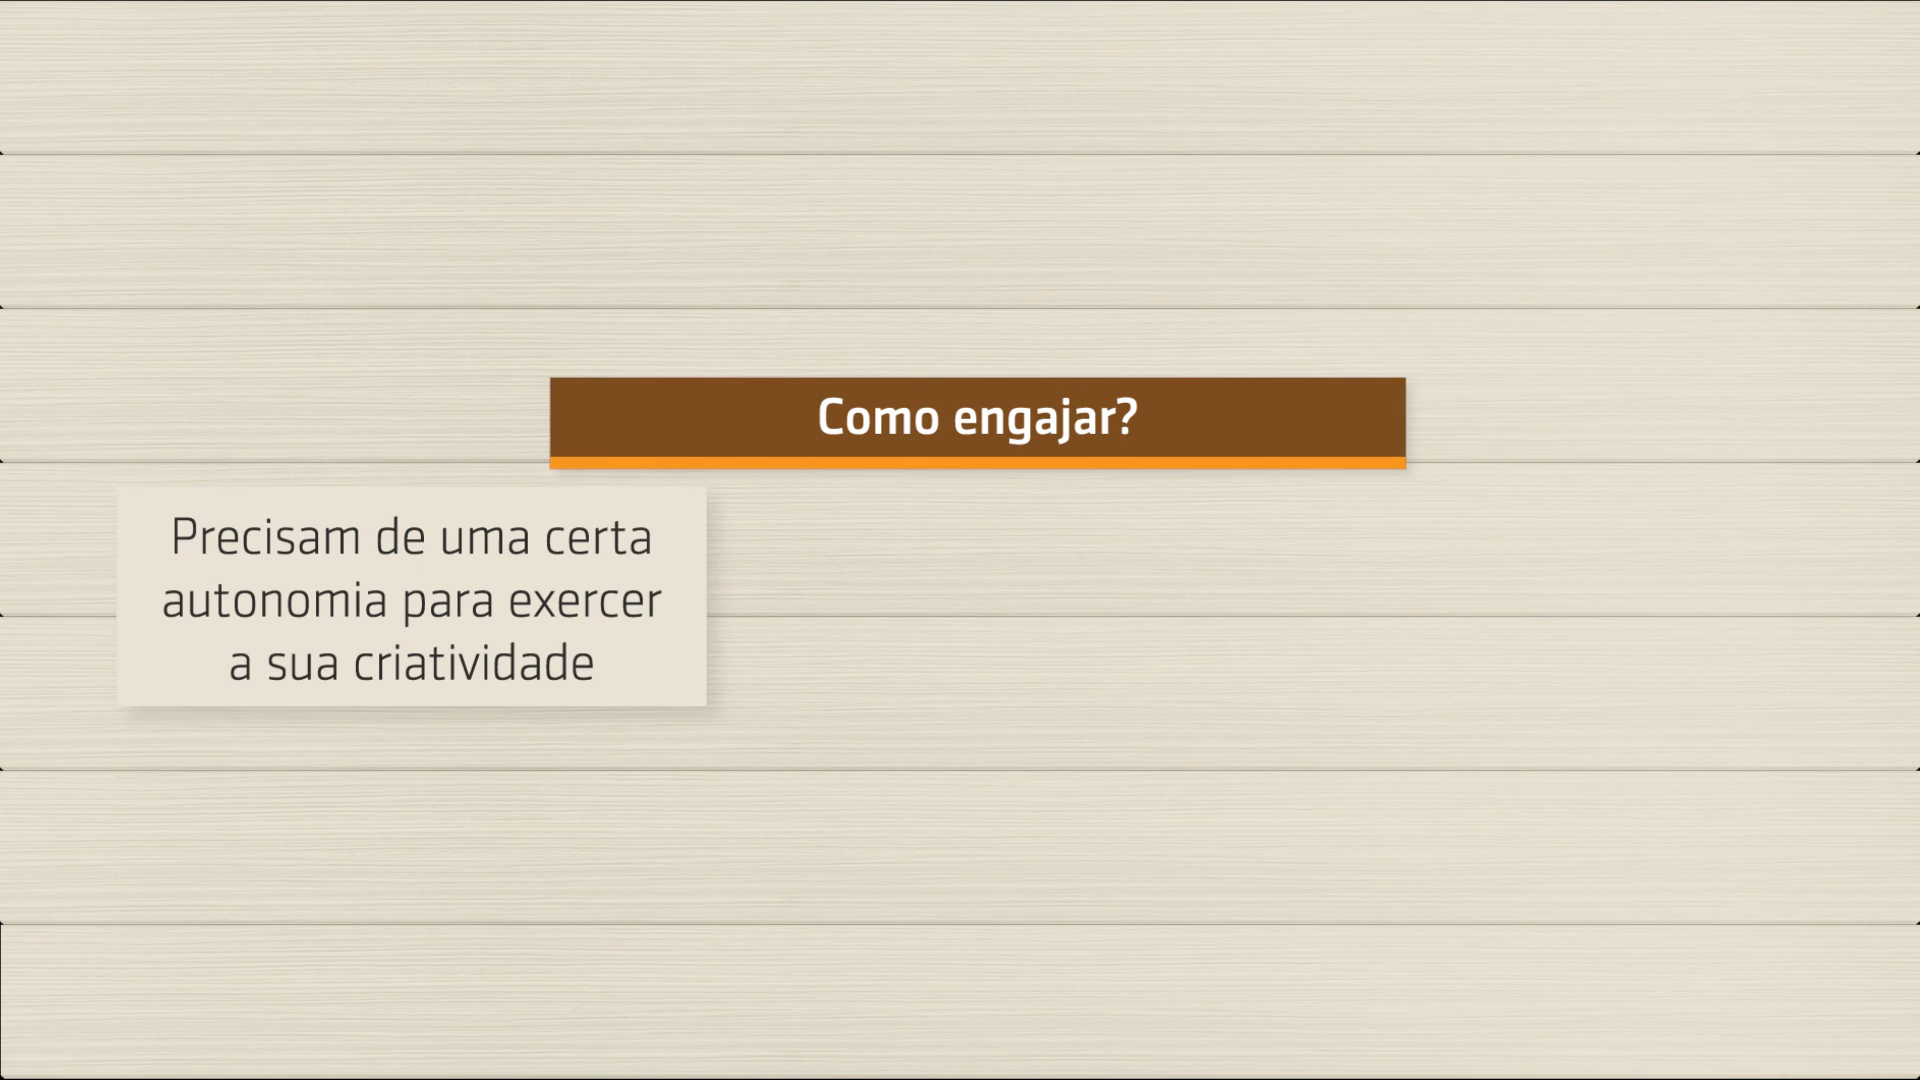 Como engajar?
Precisam de uma certa
autonomia para exercer
a sua criatividade